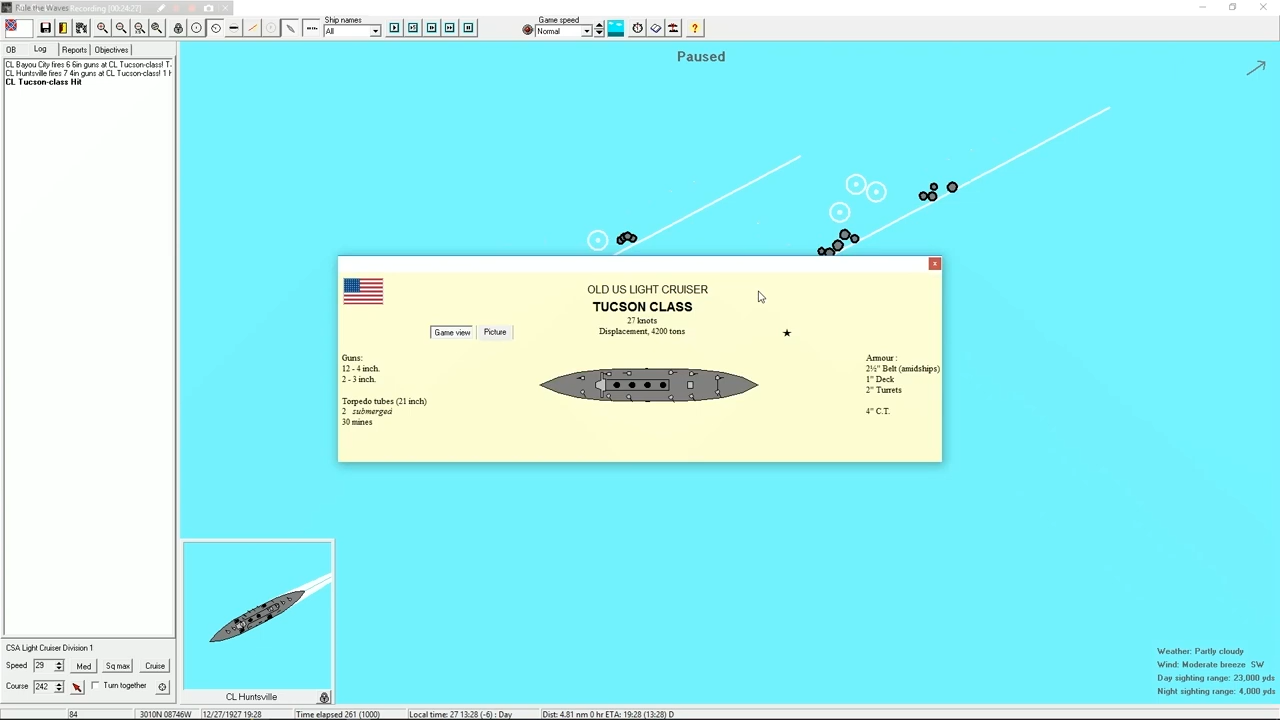 Rule the Waves Recording [00:24:27]
Ship names
All
Game speed
Normal
OB Log Reports Objectives
CL Bayou City fires 6 6in guns at CL Tucson-class! T
CL Huntsville fires 7 4in guns at CL Tucson-class! 1 h
CL Tucson-class Hit
Paused
OLD US LIGHT CRUISER
TUCSON CLASS
27 knots
Displacement, 4200 tons
★
Game view Picture
Guns:
12 - 4 inch.
2 - 3 inch.
Torpedo tubes (21 inch)
2 submerged
30 mines
Armour :
2½" Belt (amidships)
1" Deck
2" Turrets
4" C.T.
CSA Light Cruiser Division 1
Speed 29 Med Sq max Cruise
Course 242 Turn together
CL Huntsville
Weather: Partly cloudy
Wind: Moderate breeze SW
Day sighting range: 23,000 yds
Night sighting range: 4,000 yds
84 3010N 08746W 12/27/1927 19:28 Time elapsed 261 (1000) Local time: 27 13:28 (-6) : Day Dist: 4.81 nm 0 hr ETA: 19:28 (13:28) D